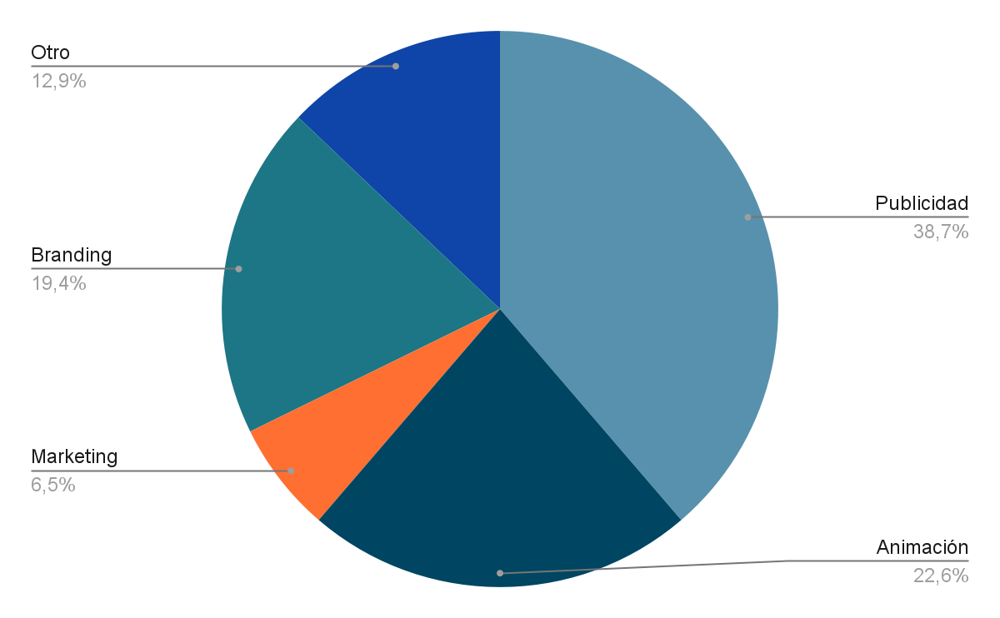 Otro
12,9%
Publicidad
38,7%
Branding
19,4%
Marketing
6,5%
Animación
22,6%